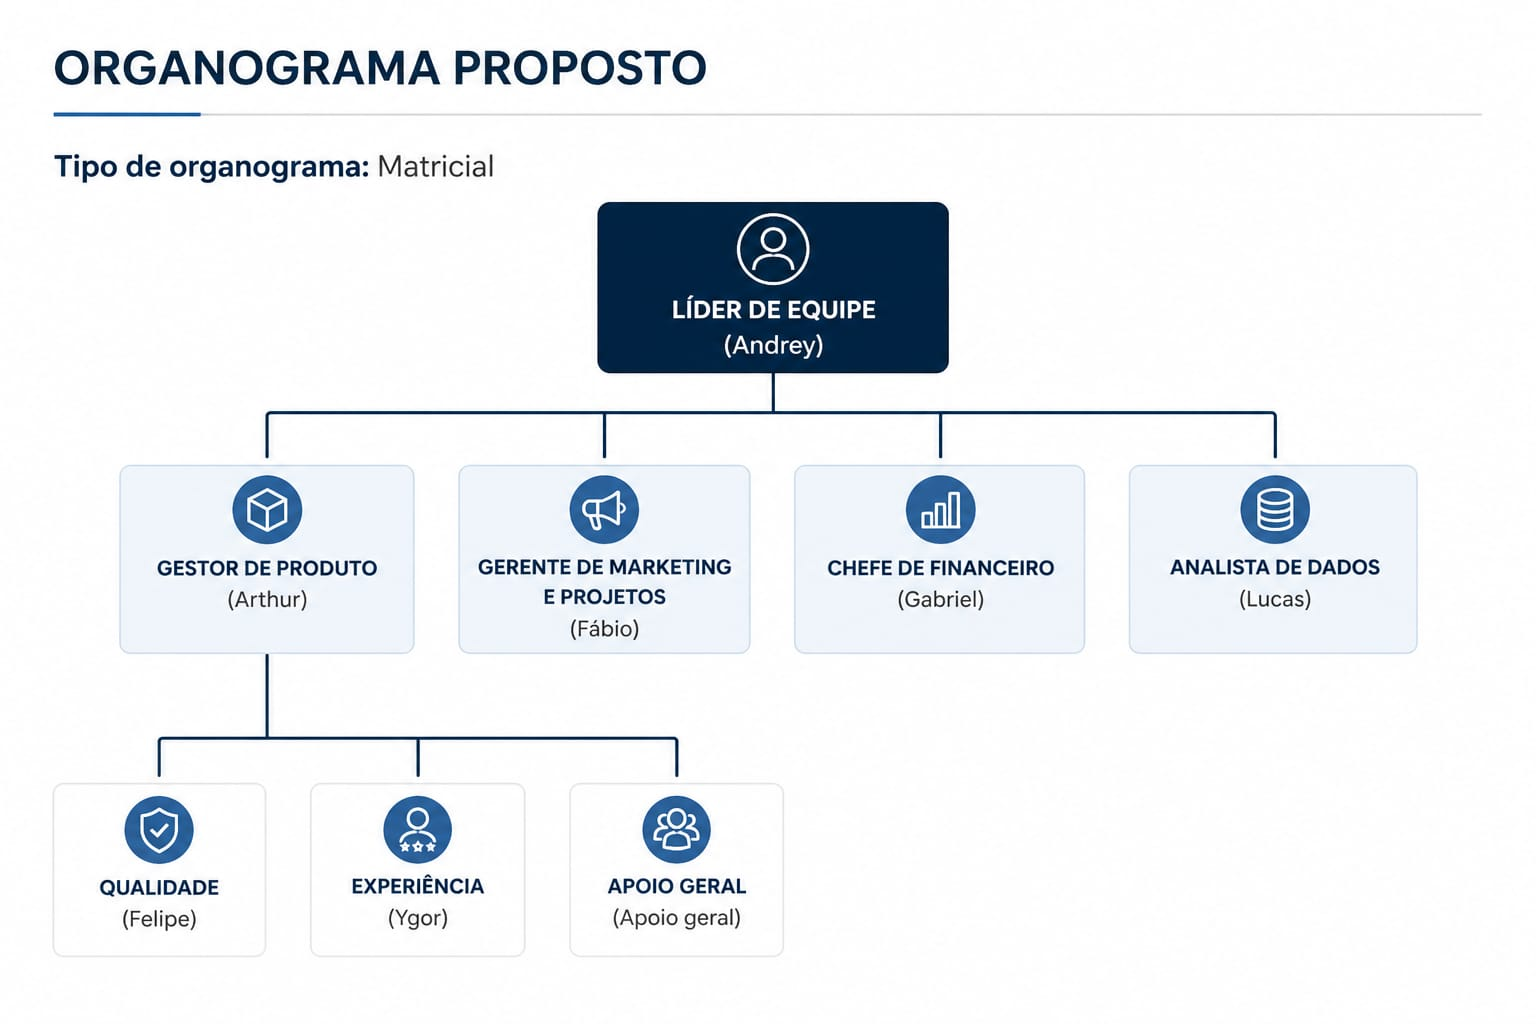 ORGANOGRAMA PROPOSTO
Tipo de organograma: Matricial
LÍDER DE EQUIPE
(Andrey)
GESTOR DE PRODUTO
(Arthur)
GERENTE DE MARKETING
E PROJETOS
(Fábio)
CHEFE DE FINANCEIRO
(Gabriel)
ANALISTA DE DADOS
(Lucas)
QUALIDADE
(Felipe)
EXPERIÊNCIA
(Ygor)
APOIO GERAL
(Apoio geral)